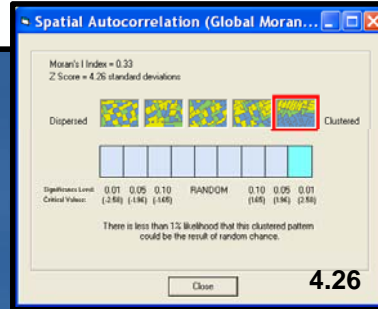 Spatial Autocorrelation (Global Moran...
Moran's I Index = 0.33
Z Score = 4.26 standard deviations
Dispersed
Clustered
Significance Level: 0.01 0.05 0.10 RANDOM 0.10 0.05 0.01
Critical Values: (-2.58) (-1.96) (-1.65) (1.65) (1.96) (2.58)
There is less than 1% likelihood that this clustered pattern
could be the result of random chance.
Close
4.26